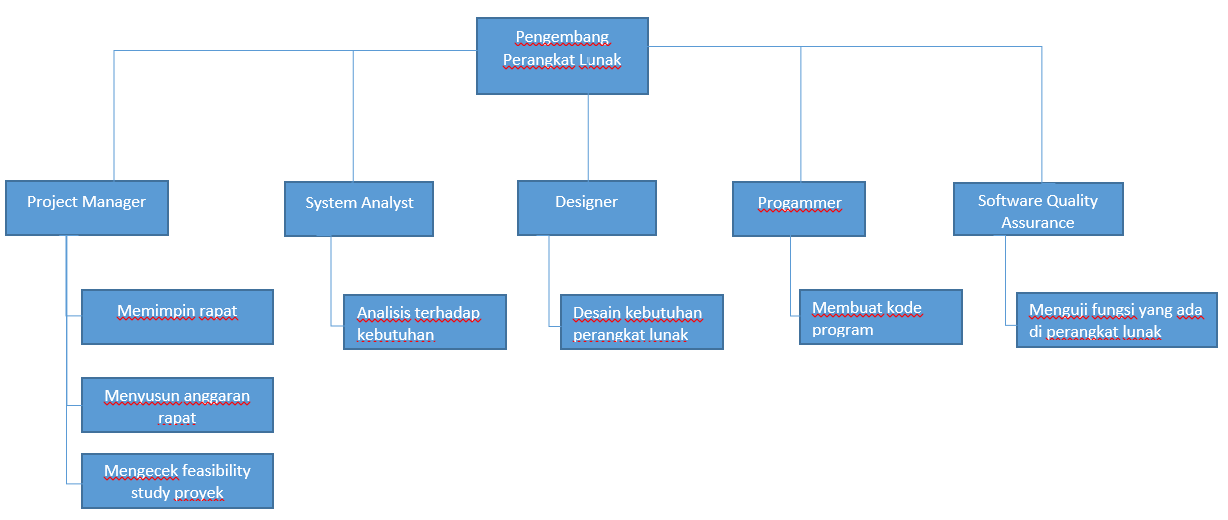 Pengembang
Perangkat Lunak
Project Manager
System Analyst
Designer
Progammer
Software Quality
Assurance
Memimpin rapat
Menyusun anggaran
rapat
Mengecek feasibility
study proyek
Analisis terhadap
kebutuhan
Desain kebutuhan
perangkat lunak
Membuat kode
program
Menguji fungsi yang ada
di perangkat lunak